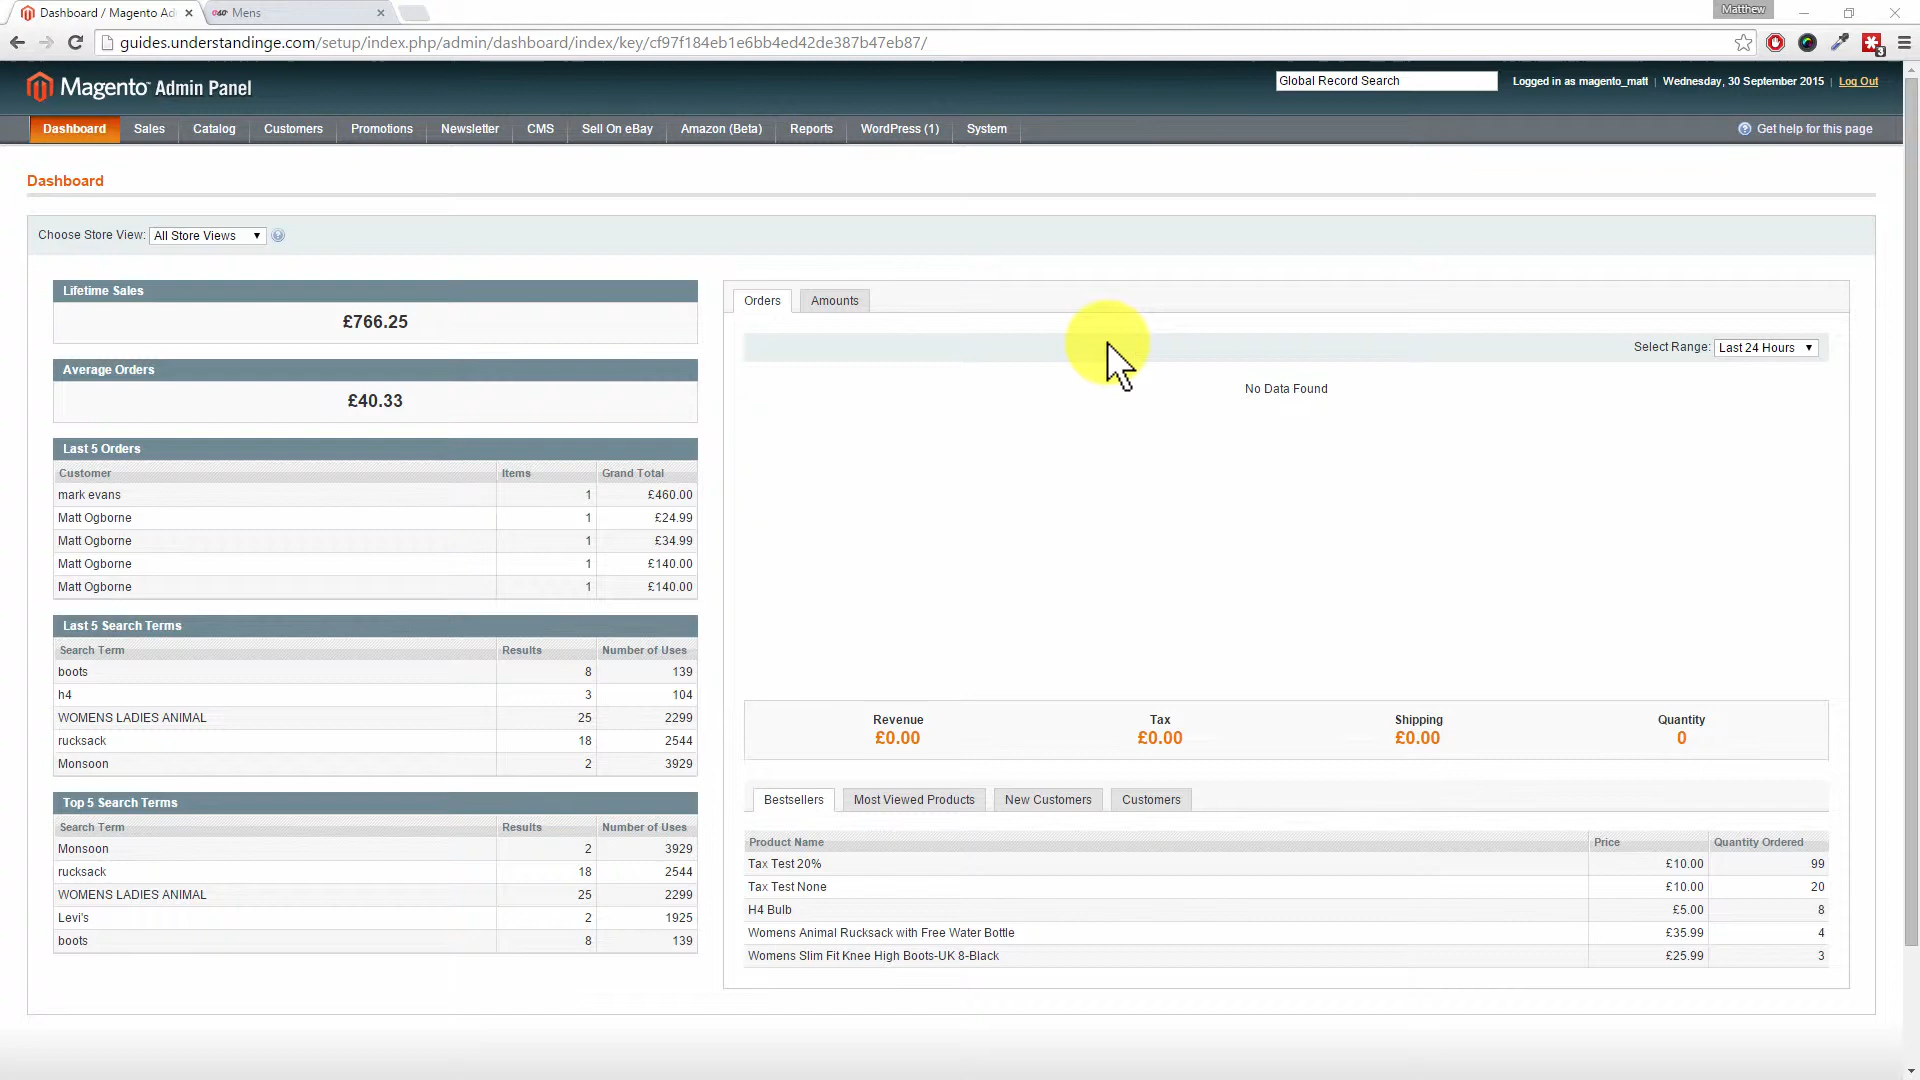 Dashboard / Magento Ad
Mens
Matthew
guides.understandinge.com/setup/index.php/admin/dashboard/index/key/cf97f184eb1e6bb4ed42de387b47eb87/
3
Magento™ Admin Panel
Global Record Search
Logged in as magento_matt | Wednesday, 30 September 2015 | Log Out
Dashboard Sales Catalog Customers Promotions Newsletter CMS Sell On eBay Amazon (Beta) Reports WordPress (1) System
Get help for this page
Dashboard
Choose Store View: All Store Views
Lifetime Sales
£766.25
Average Orders
£40.33
Last 5 Orders
Customer Items Grand Total
mark evans 1 £460.00
Matt Ogborne 1 £24.99
Matt Ogborne 1 £34.99
Matt Ogborne 1 £140.00
Matt Ogborne 1 £140.00
Last 5 Search Terms
Search Term Results Number of Uses
boots 8 139
h4 3 104
WOMENS LADIES ANIMAL 25 2299
rucksack 18 2544
Monsoon 2 3929
Top 5 Search Terms
Search Term Results Number of Uses
Monsoon 2 3929
rucksack 18 2544
WOMENS LADIES ANIMAL 25 2299
Levi's 2 1925
boots 8 139
Orders Amounts
Select Range: Last 24 Hours
No Data Found
Revenue Tax Shipping Quantity
£0.00 £0.00 £0.00 0
Bestsellers Most Viewed Products New Customers Customers
Product Name Price Quantity Ordered
Tax Test 20% £10.00 99
Tax Test None £10.00 20
H4 Bulb £5.00 8
Womens Animal Rucksack with Free Water Bottle £35.99 4
Womens Slim Fit Knee High Boots-UK 8-Black £25.99 3